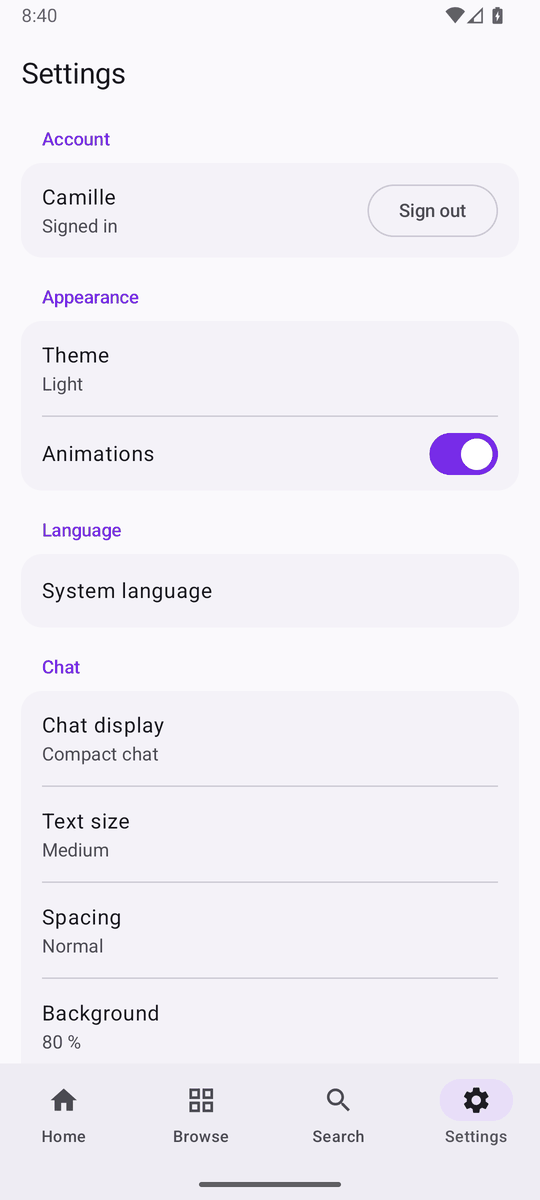 8:40
Settings
Account
Camille
Signed in
Sign out
Appearance
Theme
Light
Animations
Language
System language
Chat
Chat display
Compact chat
Text size
Medium
Spacing
Normal
Background
80 %
Home
Browse
Search
Settings